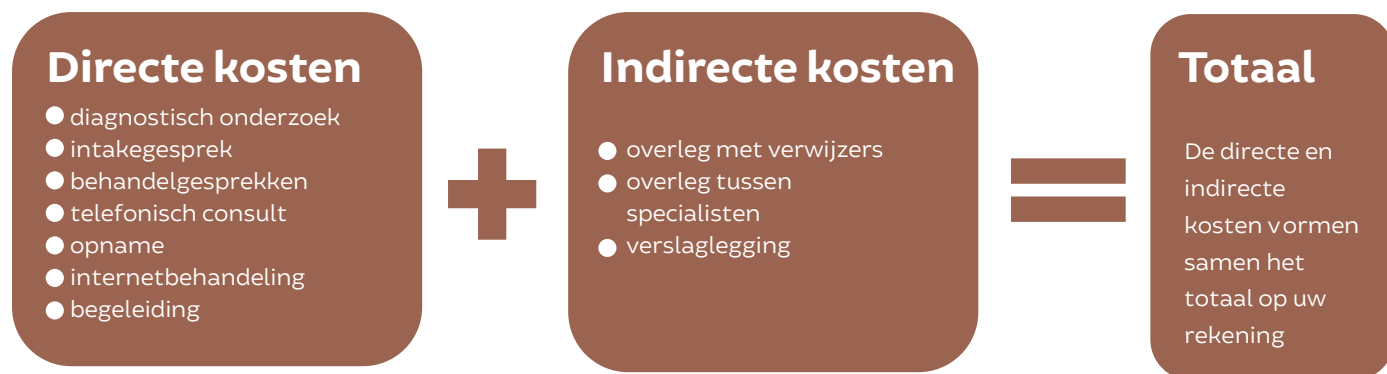 Directe kosten
diagnostisch onderzoek
intakegesprek
behandelgesprekken
telefonisch consult
opname
internetbehandeling
begeleiding
Indirecte kosten
overleg met verwijzers
overleg tussen
specialisten
verslaglegging
Totaal
De directe en
indirecte
kosten vormen
samen het
totaal op uw
rekening